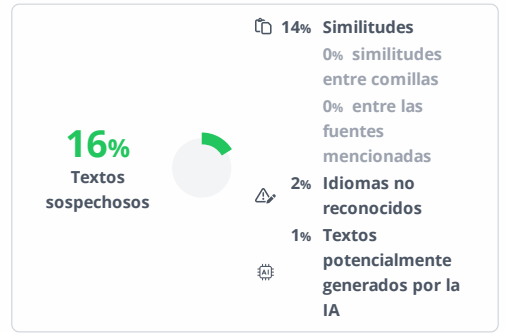 16%
Textos
sospechosos
14% Similitudes
0% similitudes
entre comillas
0% entre las
fuentes
mencionadas
2% Idiomas no
reconocidos
1% Textos
potencialmente
generados por la
IA
AI